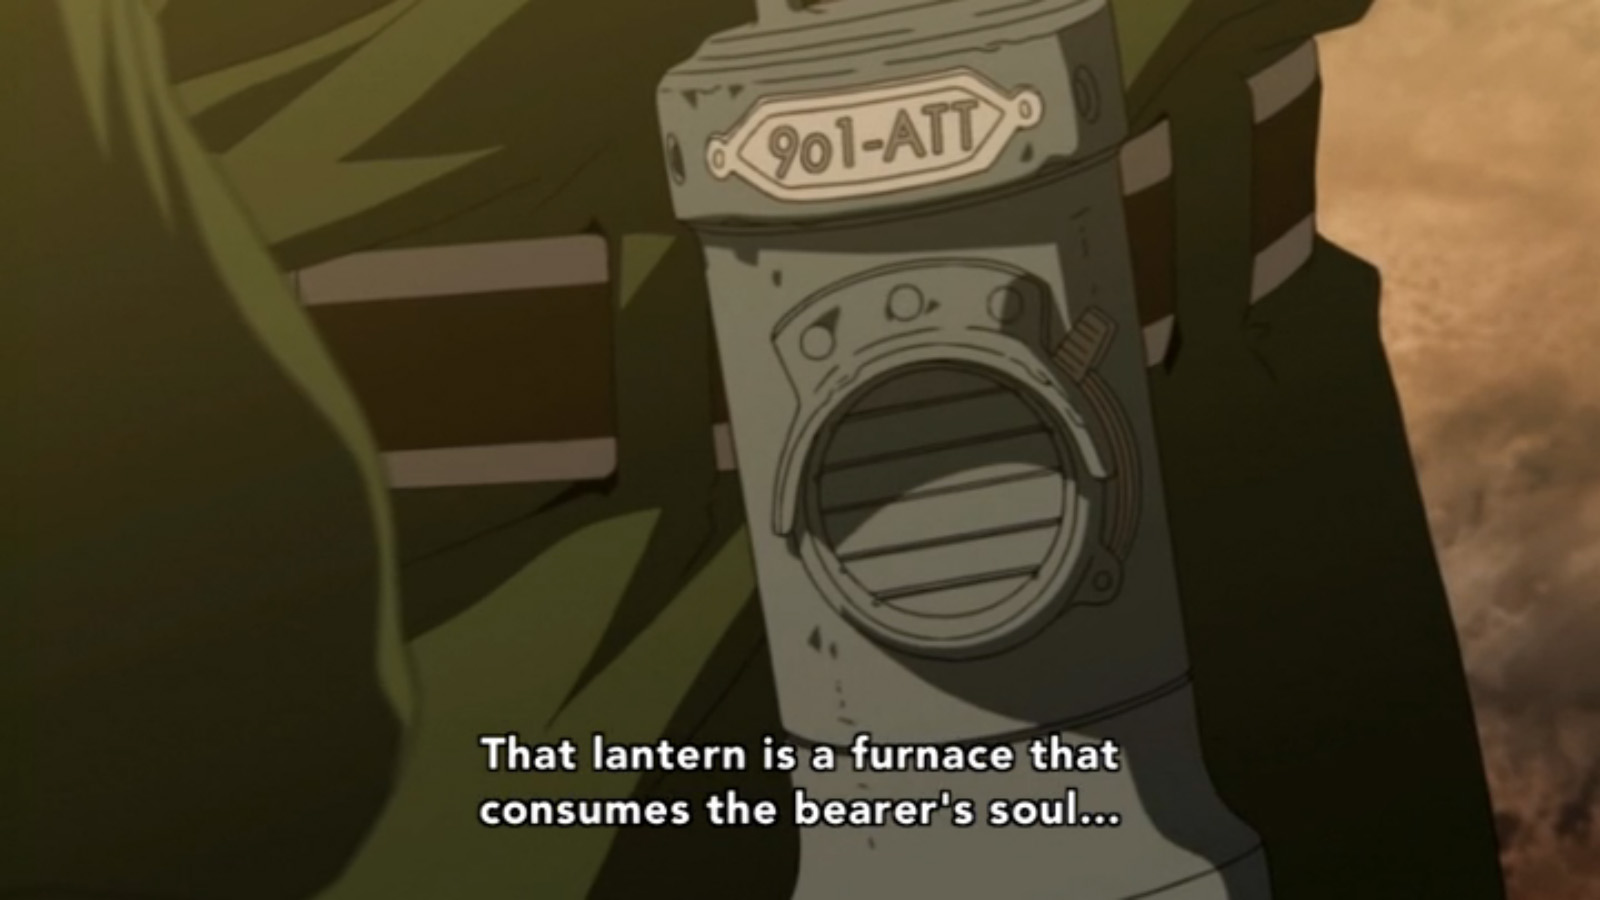 901-ATT
That lantern is a furnace that
consumes the bearer's soul...